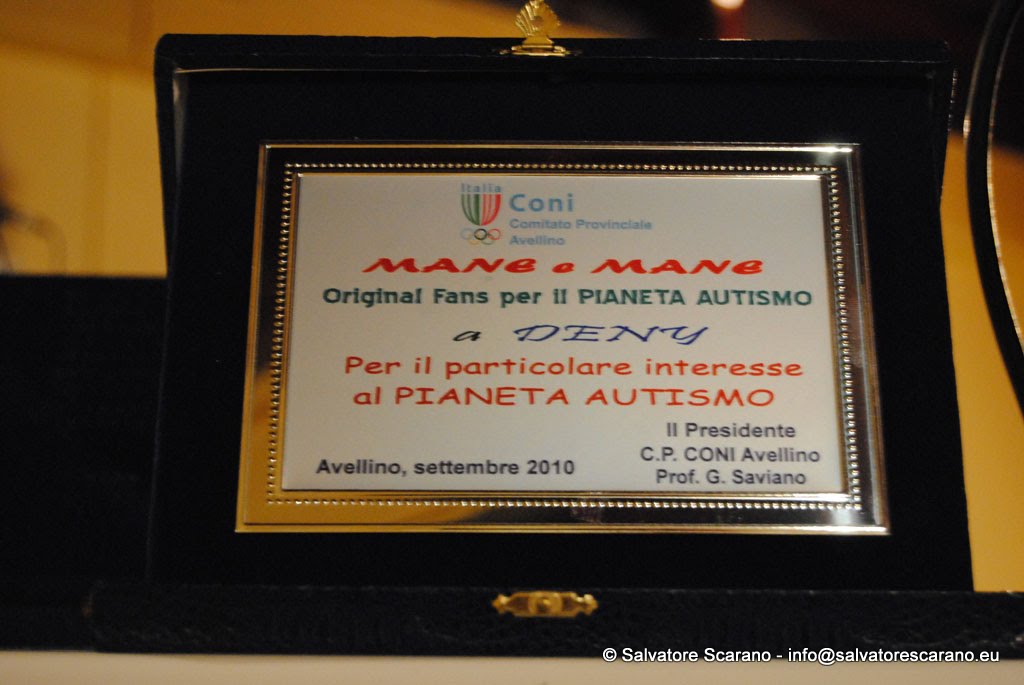 Italia
Coni
Comitato Provinciale
Avellino
MANE e MANE
Original Fans per il PIANETA AUTISMO
a DENY
Per il particolare interesse
al PIANETA AUTISMO
Il Presidente
C.P. CONI Avellino
Prof. G. Saviano
Avellino, settembre 2010
© Salvatore Scarano - info@salvatorescarano.eu